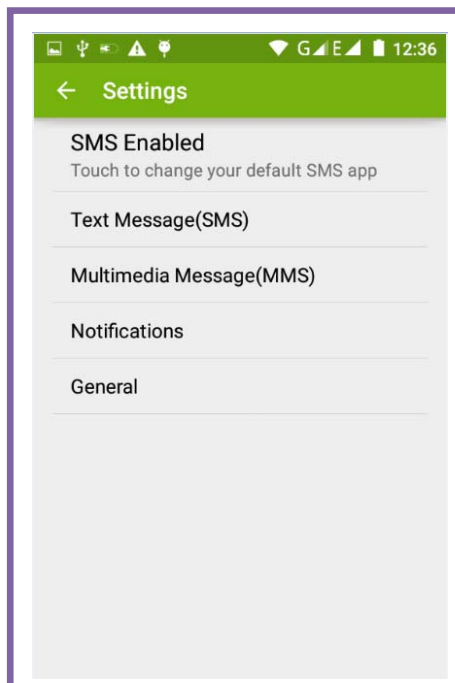 G E 12:36
Settings
SMS Enabled
Touch to change your default SMS app
Text Message(SMS)
Multimedia Message(MMS)
Notifications
General